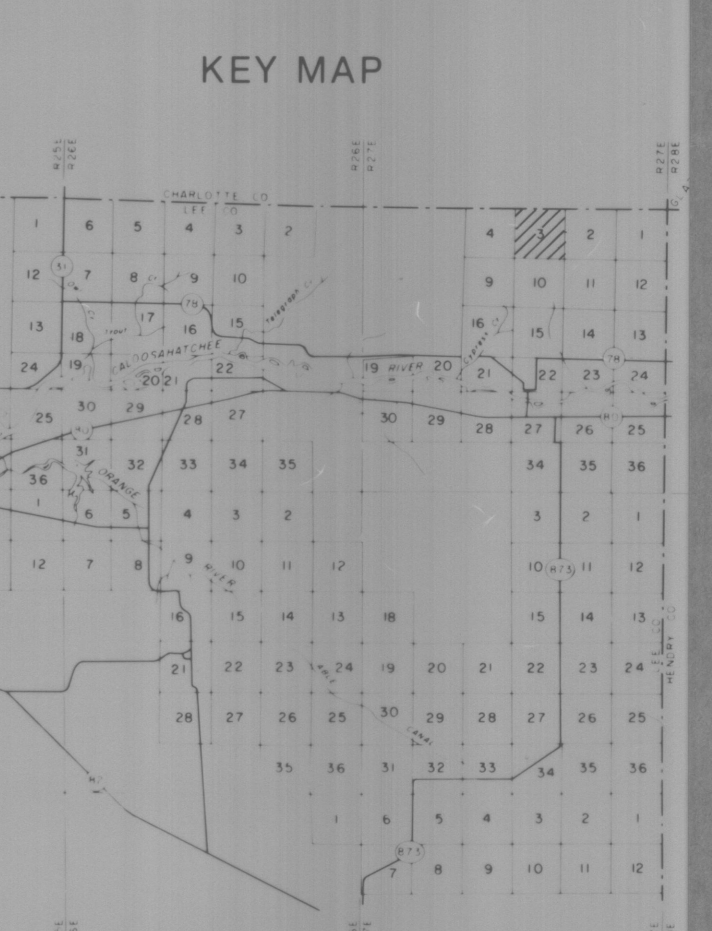 KEY MAP
R25E R26E R26E R27E R27E R28E
CHARLOTTE CO
LEE CO
1 6 5 4 3 2 4 3 2 1
31
12 7 8 9 10 9 10 11 12
78
13 18 17 16 15 Telegraph Cr 16 Cypress Cr 15 14 13
78
CALOOSAHATCHEE
24 19 20 21 22 19 RIVER 20 21 22 23 24
25 30 29 28 27 30 29 28 27 26 25
80
31
36 ORANGE 32 33 34 35 34 35 36
1 6 5 4 3 2 3 2 1
12 7 8 9 RIVER 10 11 12 10 873 11 12
16 15 14 13 18 15 14 13
LEE CO
HENDRY CO
21 22 23 24 19 20 21 22 23 24
28 27 26 25 30 29 28 27 26 25
CANAL
35 36 31 32 33 34 35 36
1 6 5 4 3 2 1
873
7 8 9 10 11 12